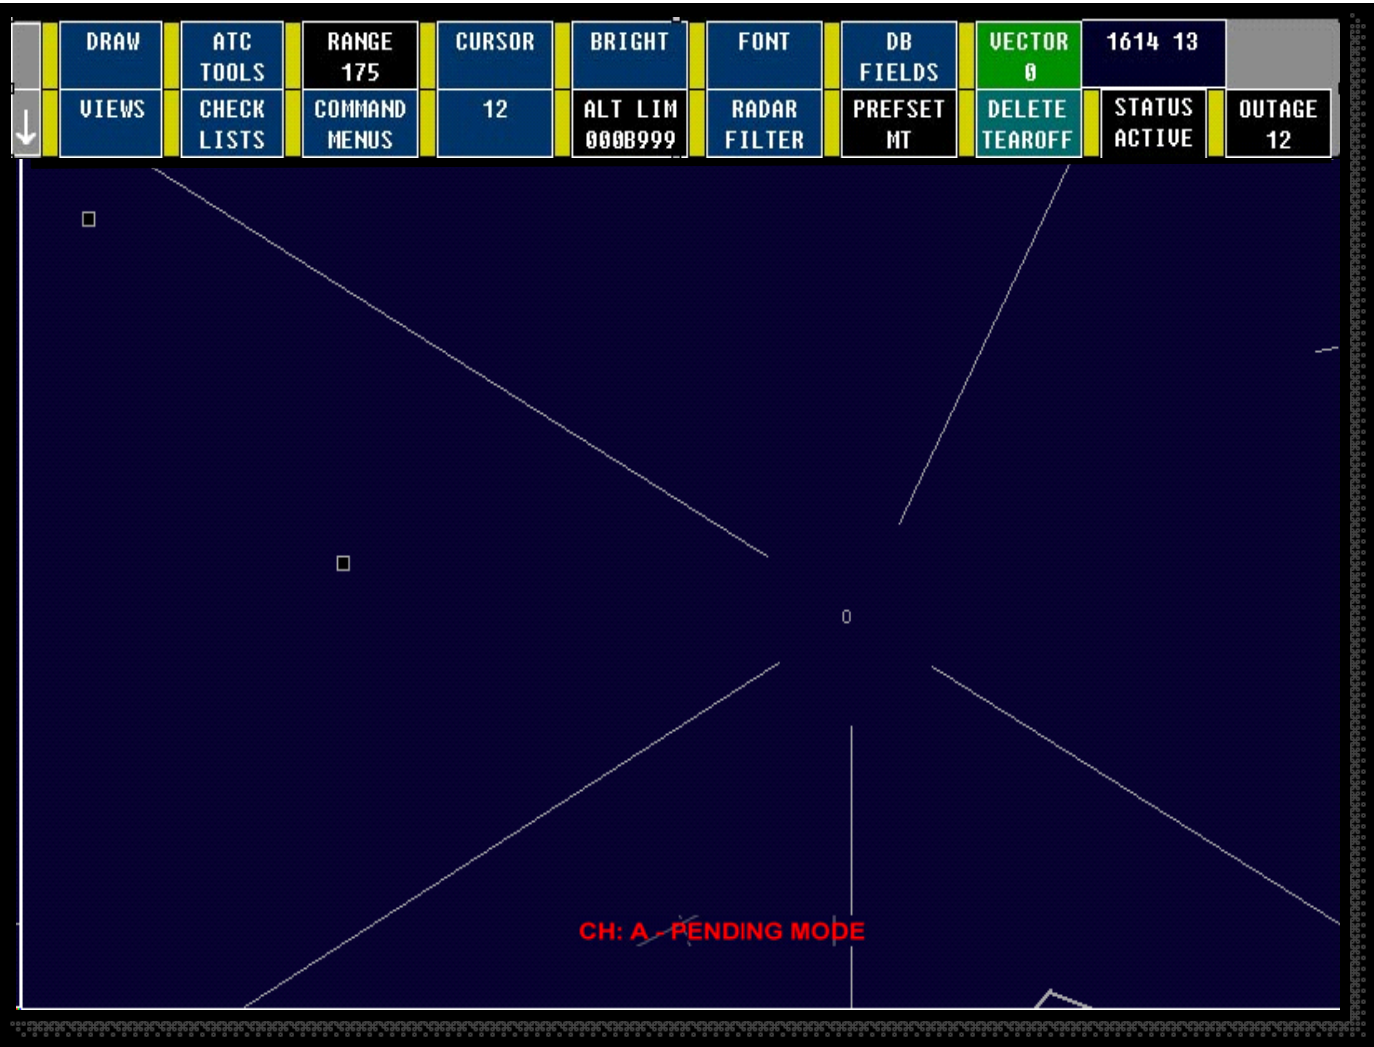 DRAW
ATC
TOOLS
RANGE
175
CURSOR
BRIGHT
FONT
DB
FIELDS
VECTOR
0
1614 13
VIEWS
CHECK
LISTS
COMMAND
MENUS
12
ALT LIM
000B999
RADAR
FILTER
PREFSET
MT
DELETE
TEAROFF
STATUS
ACTIVE
OUTAGE
12
0
CH: A - PENDING MODE